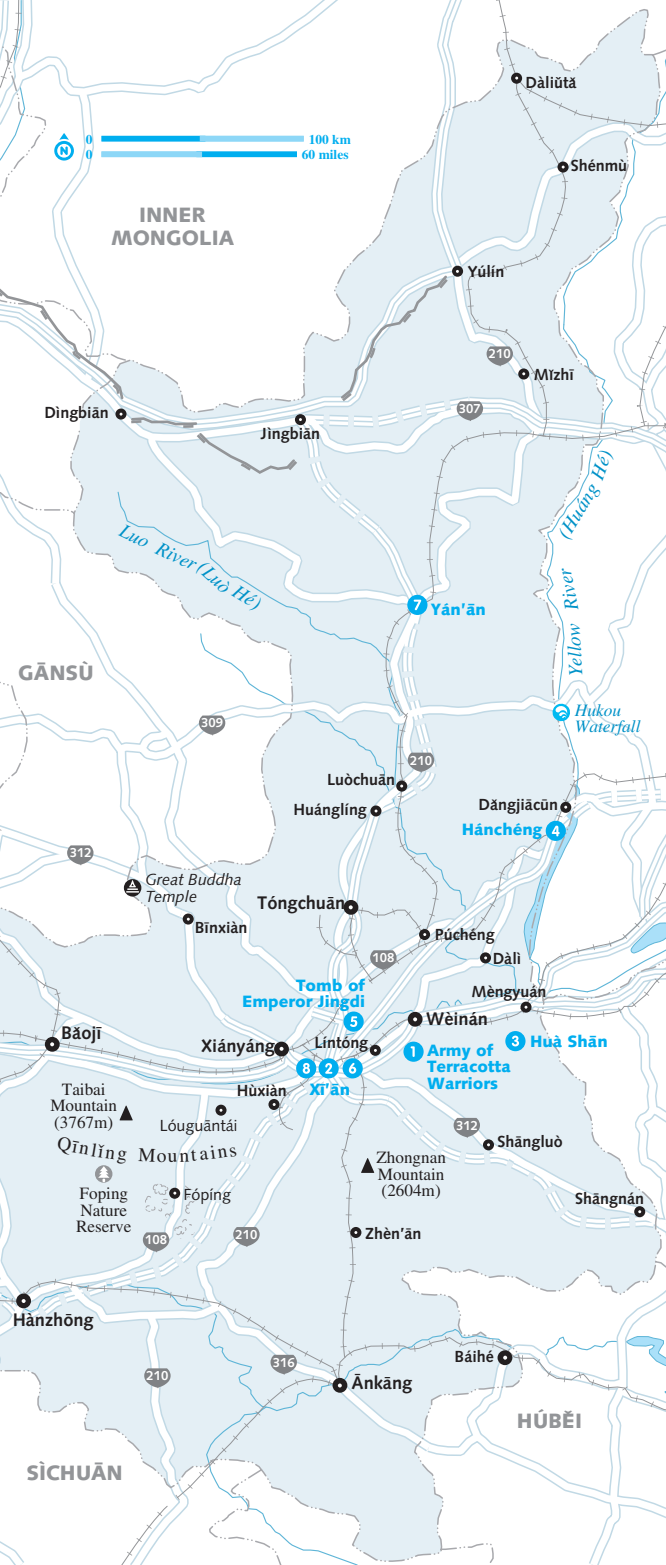 Dàliǔtǎ
0 100 km
N
0 60 miles
Shénmù
INNER
MONGOLIA
Yúlín
210
Mǐzhī
Dìngbiān
307
Jìngbiān
Yellow River (Huáng Hé)
Luo River (Luò Hé)
7 Yán'ān
GĀNSÙ
Hukou
Waterfall
309
210
Luòchuān
Huánglíng
Dǎngjiācūn
Hánchéng 4
312
Great Buddha
Temple
Tóngchuān
Bīnxiàn
Púchéng
108
Dàlì
Tomb of
Emperor Jingdi
5
Mèngyuán
Wèinán
Bǎojī
Xiányáng
Líntóng
3 Huà Shān
1 Army of
Terracotta
Warriors
8 2 6
Xī'ān
Taibai
Mountain
(3767m)
Hùxiàn
Lóuguāntái
312
Shāngluò
Qīnlǐng Mountains
Zhongnan
Mountain
(2604m)
Foping
Nature
Reserve
Fópíng
Shāngnán
108
210
Zhèn'ān
Hànzhōng
316
Báihé
210
Ānkāng
HÚBĚI
SÌCHUĀN